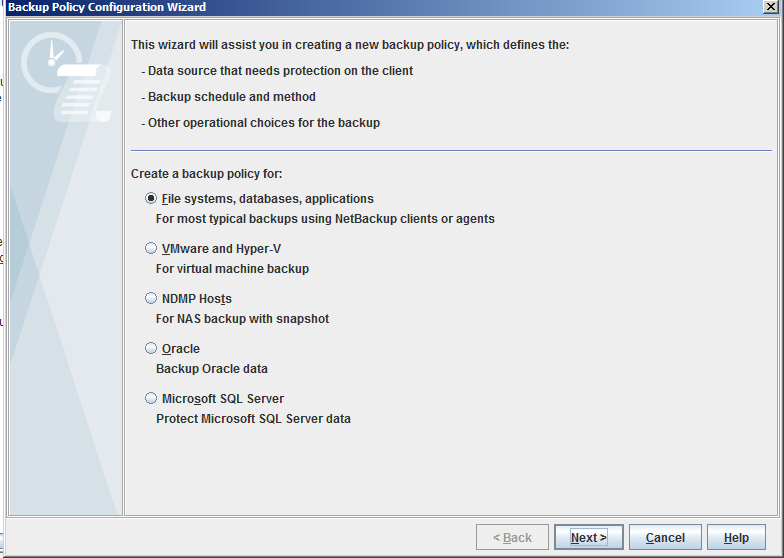 Backup Policy Configuration Wizard
This wizard will assist you in creating a new backup policy, which defines the:
- Data source that needs protection on the client
- Backup schedule and method
- Other operational choices for the backup
Create a backup policy for:
File systems, databases, applications
For most typical backups using NetBackup clients or agents
VMware and Hyper-V
For virtual machine backup
NDMP Hosts
For NAS backup with snapshot
Oracle
Backup Oracle data
Microsoft SQL Server
Protect Microsoft SQL Server data
< Back Next > Cancel Help